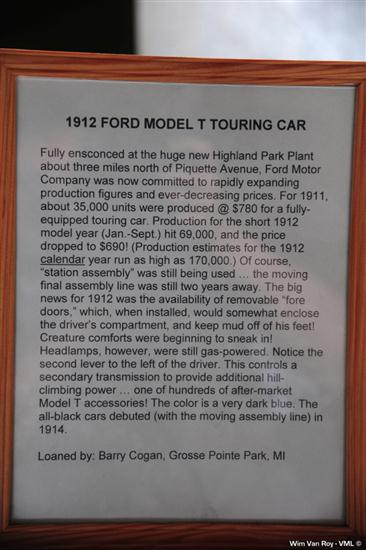 1912 FORD MODEL T TOURING CAR
Fully ensconced at the huge new Highland Park Plant
about three miles north of Piquette Avenue, Ford Motor
Company was now committed to rapidly expanding
production figures and ever-decreasing prices. For 1911,
about 35,000 units were produced @ $780 for a fully-
equipped touring car. Production for the short 1912
model year (Jan.-Sept.) hit 69,000, and the price
dropped to $690! (Production estimates for the 1912
calendar year run as high as 170,000.) Of course,
"station assembly" was still being used ... the moving
final assembly line was still two years away. The big
news for 1912 was the availability of removable "fore
doors," which, when installed, would somewhat enclose
the driver's compartment, and keep mud off of his feet!
Creature comforts were beginning to sneak in!
Headlamps, however, were still gas-powered. Notice the
second lever to the left of the driver. This controls a
secondary transmission to provide additional hill-
climbing power ... one of hundreds of after-market
Model T accessories! The color is a very dark blue. The
all-black cars debuted (with the moving assembly line) in
1914.
Loaned by: Barry Cogan, Grosse Pointe Park, MI
Wim Van Roy - VML ©